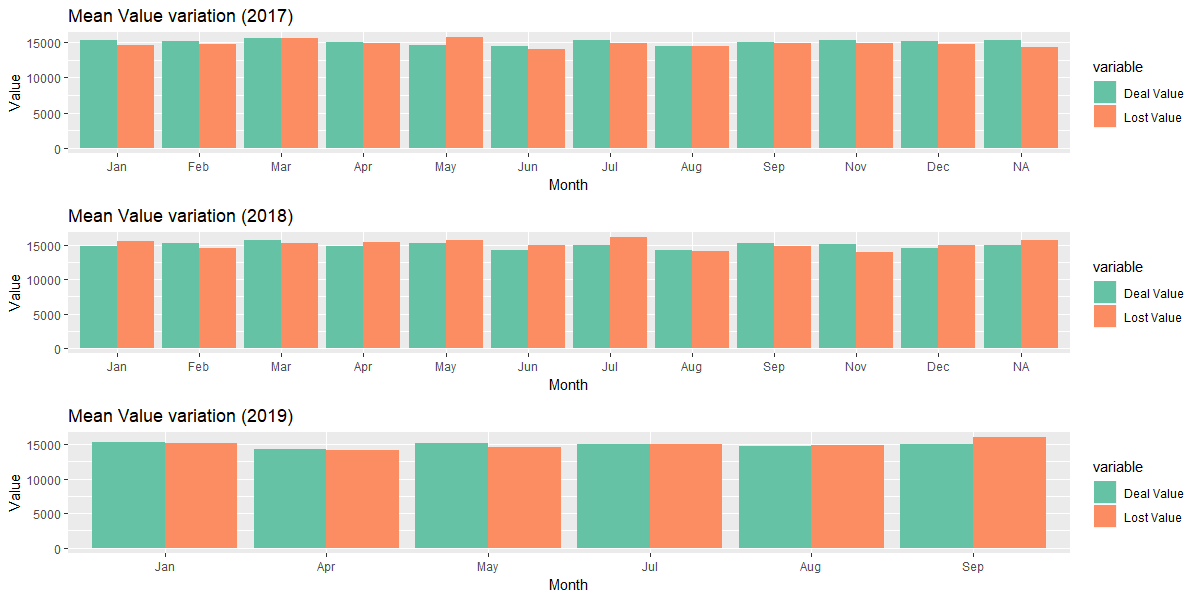 Mean Value variation (2017)
Value
15000
10000
5000
0
Jan Feb Mar Apr May Jun Jul Aug Sep Nov Dec NA
Month
variable
Deal Value
Lost Value
Mean Value variation (2018)
Value
15000
10000
5000
0
Jan Feb Mar Apr May Jun Jul Aug Sep Nov Dec NA
Month
variable
Deal Value
Lost Value
Mean Value variation (2019)
Value
15000
10000
5000
0
Jan Apr May Jul Aug Sep
Month
variable
Deal Value
Lost Value